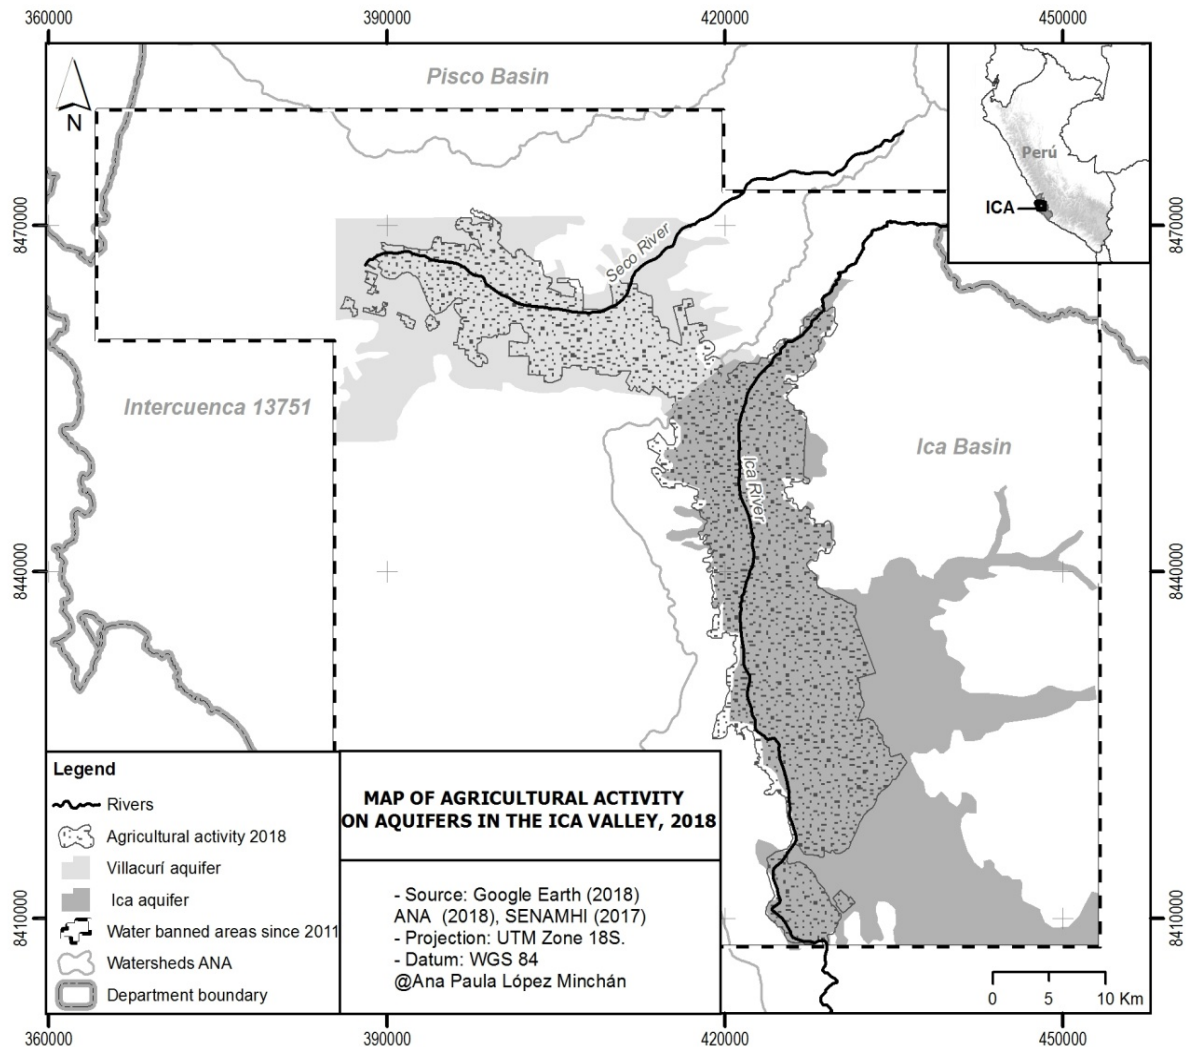 360000
390000
420000
450000
N
Pisco Basin
Perú
ICA
8470000
8470000
Seco River
Intercuenca 13751
Ica Basin
Ica River
8440000
8440000
Legend
Rivers
Agricultural activity 2018
Villacurí aquifer
Ica aquifer
Water banned areas since 2011
Watersheds ANA
Department boundary
MAP OF AGRICULTURAL ACTIVITY
ON AQUIFERS IN THE ICA VALLEY, 2018
- Source: Google Earth (2018)
ANA (2018), SENAMHI (2017)
- Projection: UTM Zone 18S.
- Datum: WGS 84
@Ana Paula López Minchán
8410000
8410000
0 5 10 Km
360000
390000
420000
450000